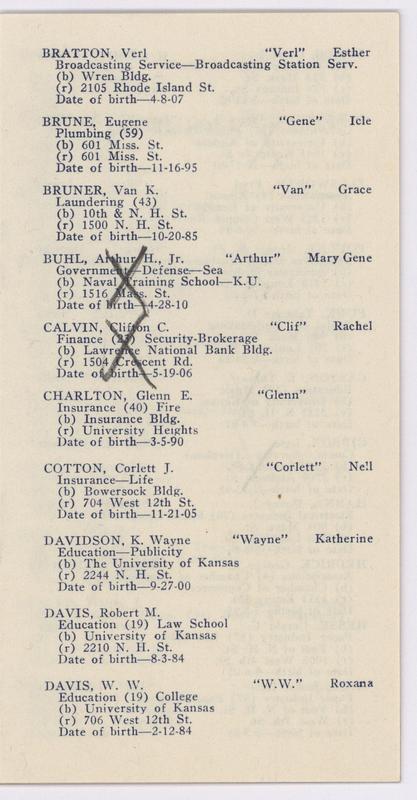 BRATTON, Verl "Verl" Esther
Broadcasting Service—Broadcasting Station Serv.
(b) Wren Bldg.
(r) 2105 Rhode Island St.
Date of birth—4-8-07
BRUNE, Eugene "Gene" Icle
Plumbing (59)
(b) 601 Miss. St.
(r) 601 Miss. St.
Date of birth—11-16-95
BRUNER, Van K. "Van" Grace
Laundering (43)
(b) 10th & N. H. St.
(r) 1500 N. H. St.
Date of birth—10-20-85
BUHL, Arthur H., Jr. "Arthur" Mary Gene
Government—Defense—Sea
(b) Naval Training School—K.U.
(r) 1516 Mass. St.
Date of birth—4-28-10
CALVIN, Clifton C. "Clif" Rachel
Finance Security-Brokerage
(b) Lawrence National Bank Bldg.
(r) 1504 Crescent Rd.
Date of birth—5-19-06
CHARLTON, Glenn E. "Glenn"
Insurance (40) Fire
(b) Insurance Bldg.
(r) University Heights
Date of birth—3-5-90
COTTON, Corlett J. "Corlett" Nell
Insurance—Life
(b) Bowersock Bldg.
(r) 704 West 12th St.
Date of birth—11-21-05
DAVIDSON, K. Wayne "Wayne" Katherine
Education—Publicity
(b) The University of Kansas
(r) 2244 N. H. St.
Date of birth—9-27-00
DAVIS, Robert M.
Education (19) Law School
(b) University of Kansas
(r) 2210 N. H. St.
Date of birth—8-3-84
DAVIS, W. W. "W.W." Roxana
Education (19) College
(b) University of Kansas
(r) 706 West 12th St.
Date of birth—2-12-84